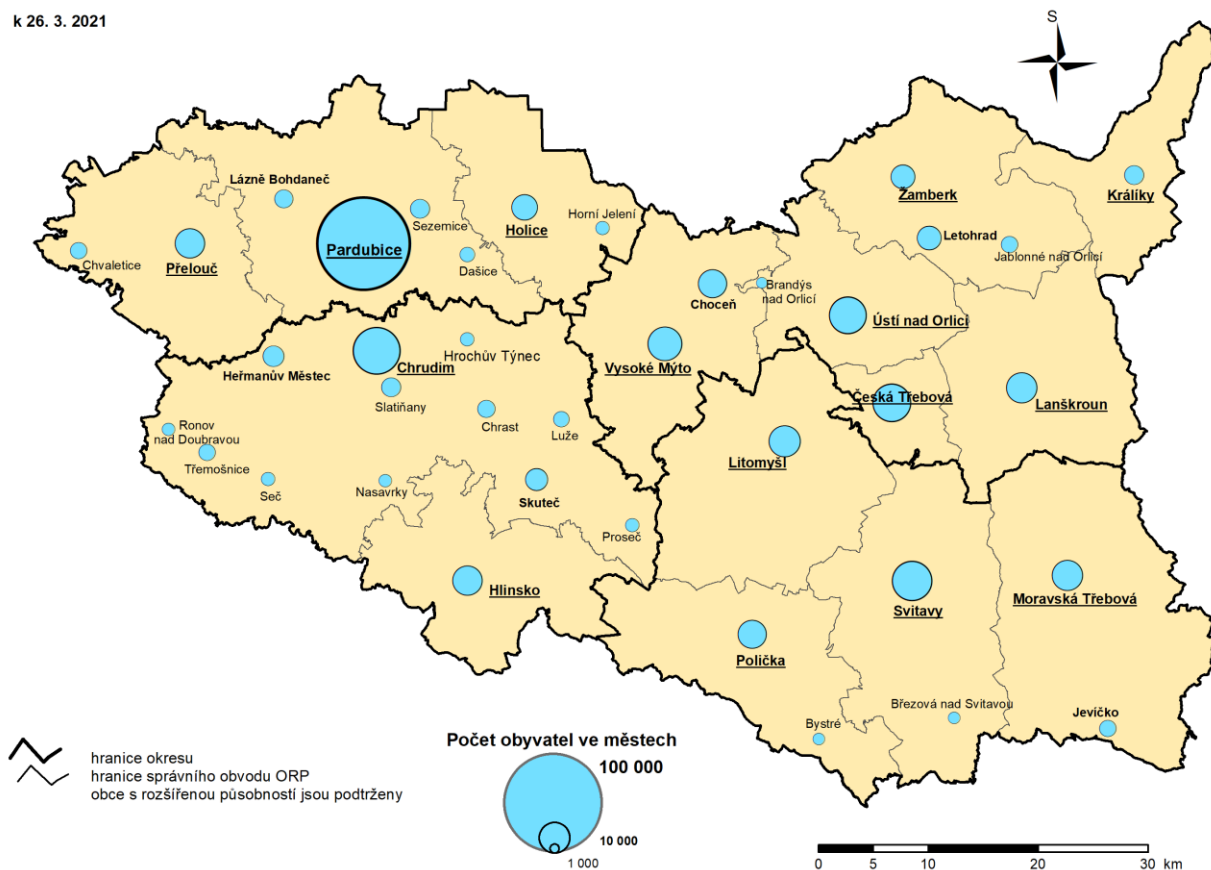 k 26. 3. 2021
S
Lázně Bohdaneč
Pardubice
Sezemice
Holice
Horní Jelení
Dašice
Chvaletice
Přelouč
Žamberk
Králíky
Letohrad
Jablonné nad Orlicí
Choceň
Brandýs
nad Orlicí
Ústí nad Orlicí
Vysoké Mýto
Hrochův Týnec
Chrudim
Heřmanův Městec
Slatiňany
Chrast
Luže
Ronov
nad Doubravou
Třemošnice
Seč
Nasavrky
Skuteč
Proseč
Hlinsko
Česká Třebová
Lanškroun
Litomyšl
Svitavy
Moravská Třebová
Polička
Březová nad Svitavou
Bystré
Jevíčko
hranice okresu
hranice správního obvodu ORP
obce s rozšířenou působností jsou podtrženy
Počet obyvatel ve městech
100 000
10 000
1 000
0 5 10 20 30 km